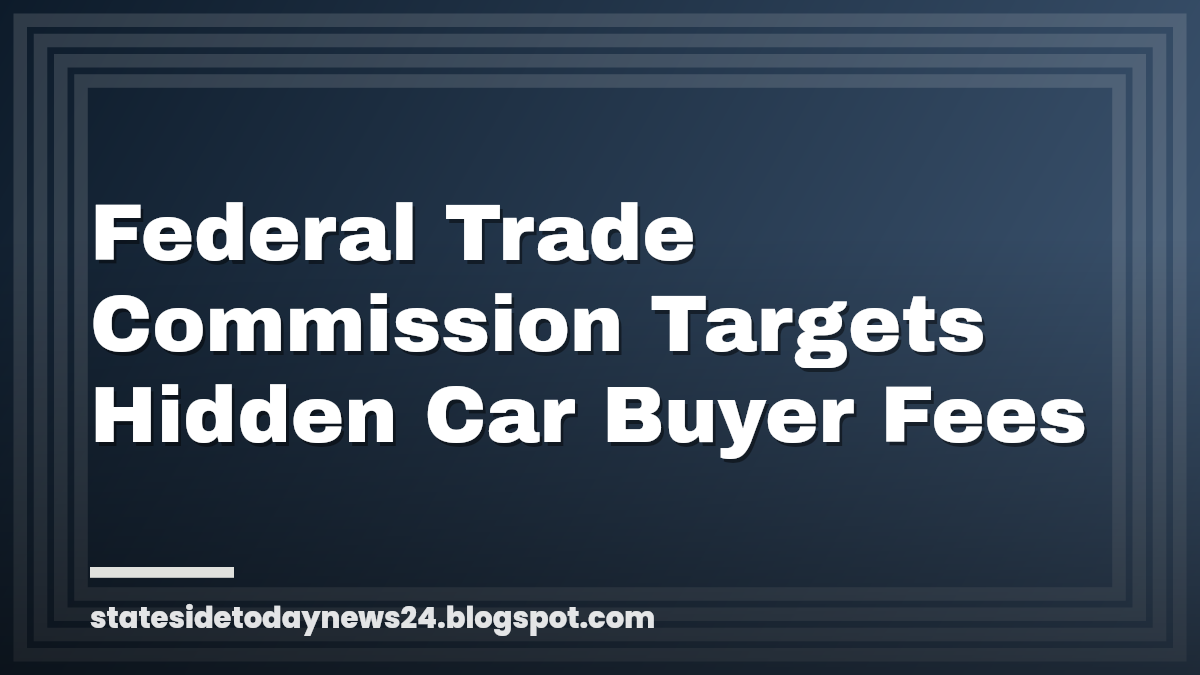 Federal Trade
Commission Targets
Hidden Car Buyer Fees
statesidetodaynews24.blogspot.com